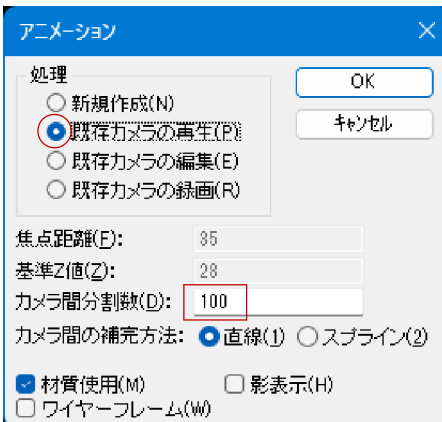 アニメーション
処理
新規作成(N)
既存カメラの再生(P)
既存カメラの編集(E)
既存カメラの録画(R)
OK
キャンセル
焦点距離(F): 35
基準Z値(Z): 28
カメラ間分割数(D): 100
カメラ間の補完方法: 直線(1) スプライン(2)
材質使用(M) 影表示(H)
ワイヤーフレーム(W)